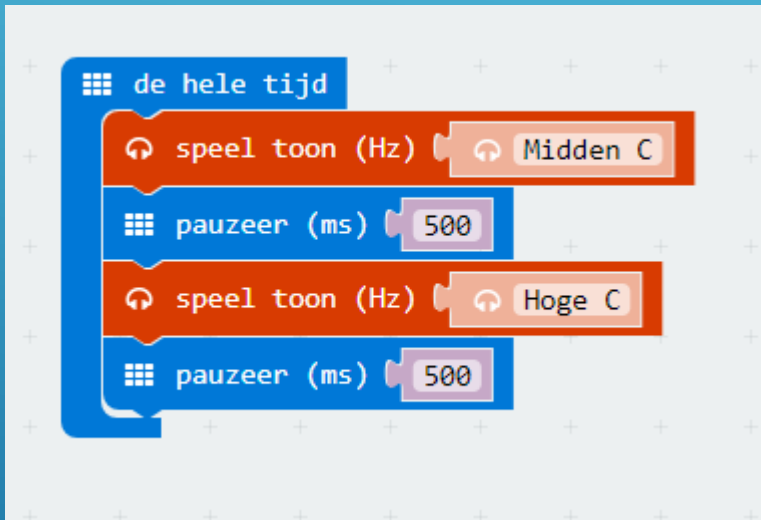 de hele tijd
speel toon (Hz) Midden C
pauzeer (ms) 500
speel toon (Hz) Hoge C
pauzeer (ms) 500